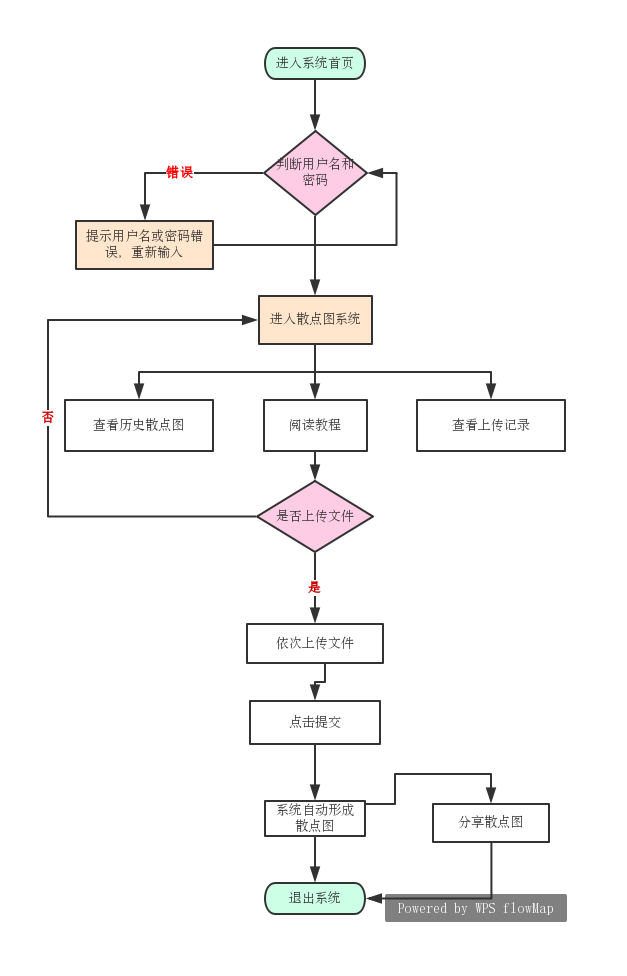 进入系统首页
判断用户名和
密码
错误
提示用户名或密码错
误，重新输入
进入散点图系统
否
查看历史散点图
阅读教程
查看上传记录
是否上传文件
是
依次上传文件
点击提交
系统自动形成
散点图
分享散点图
退出系统
Powered by WPS flowMap